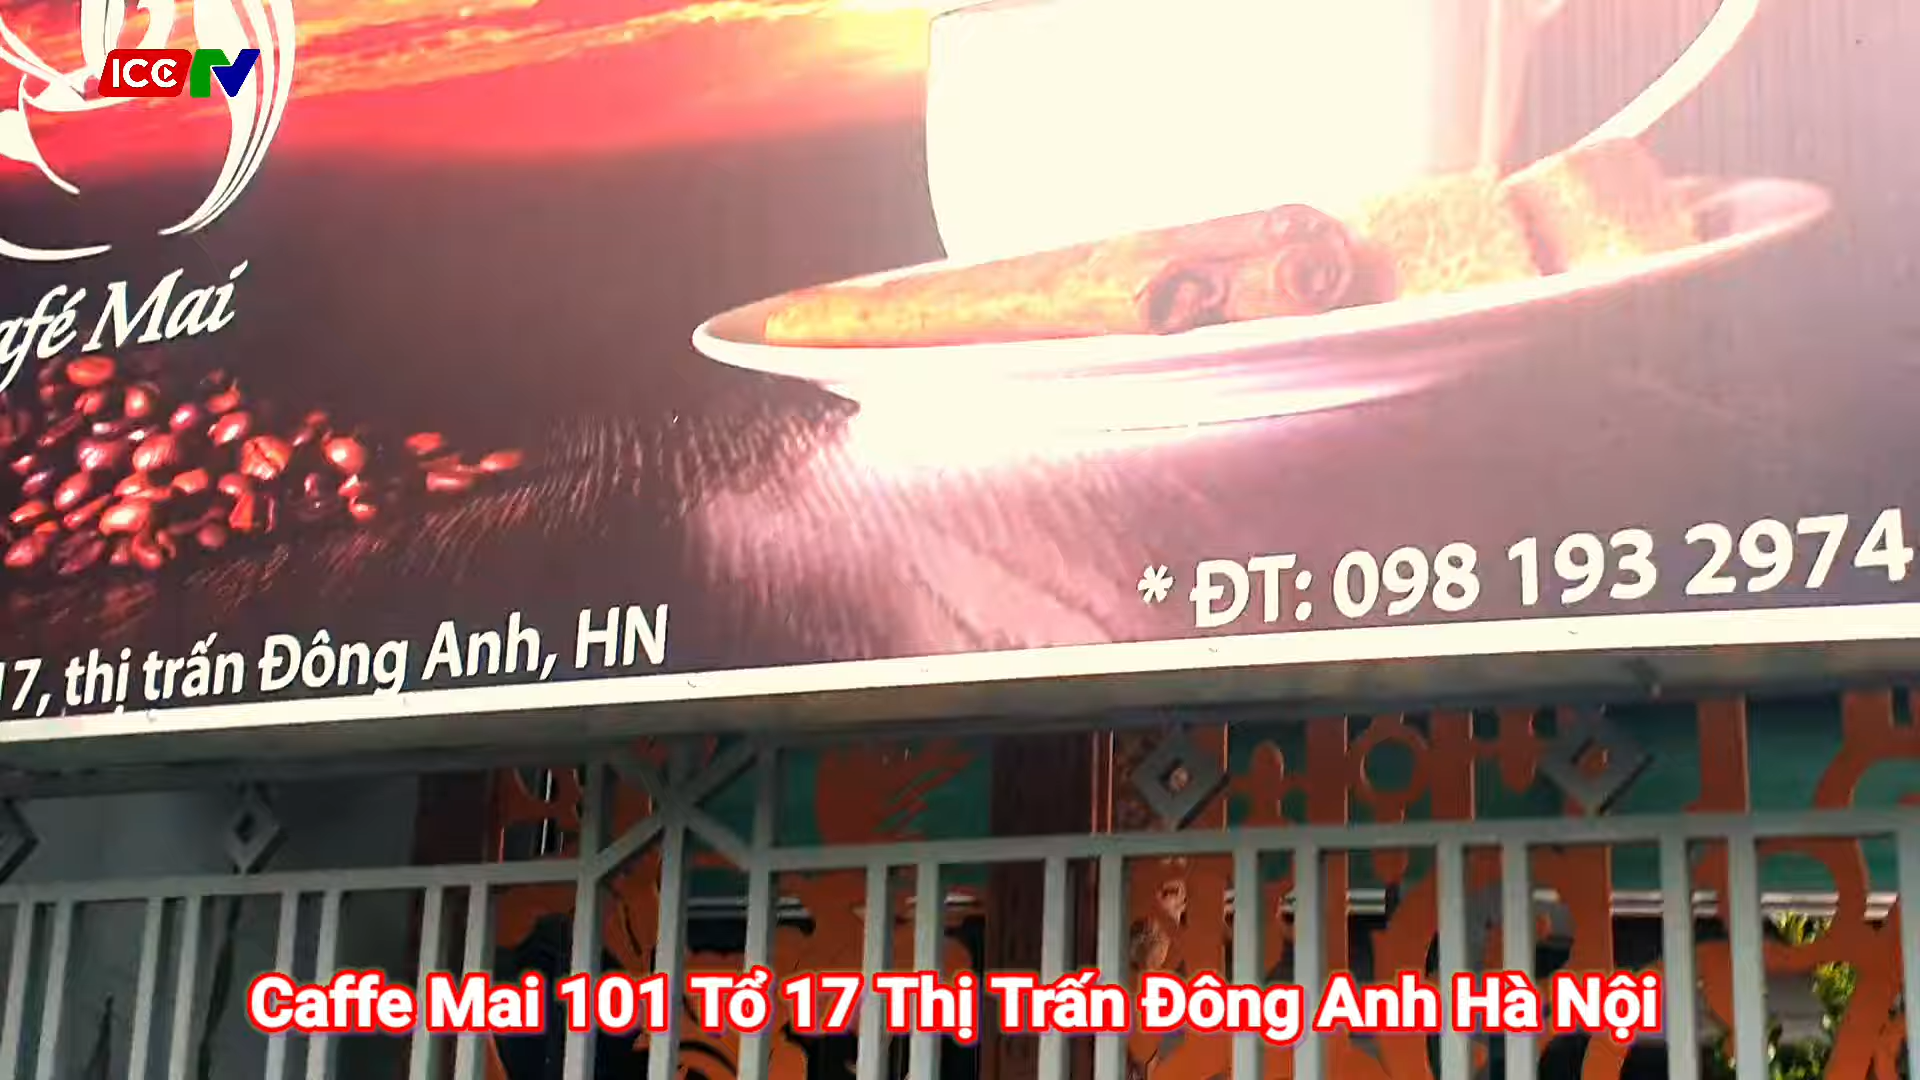 ICC TV
afé Mai
17, thị trấn Đông Anh, HN
* ĐT: 098 193 2974
Caffe Mai 101 Tổ 17 Thị Trấn Đông Anh Hà Nội